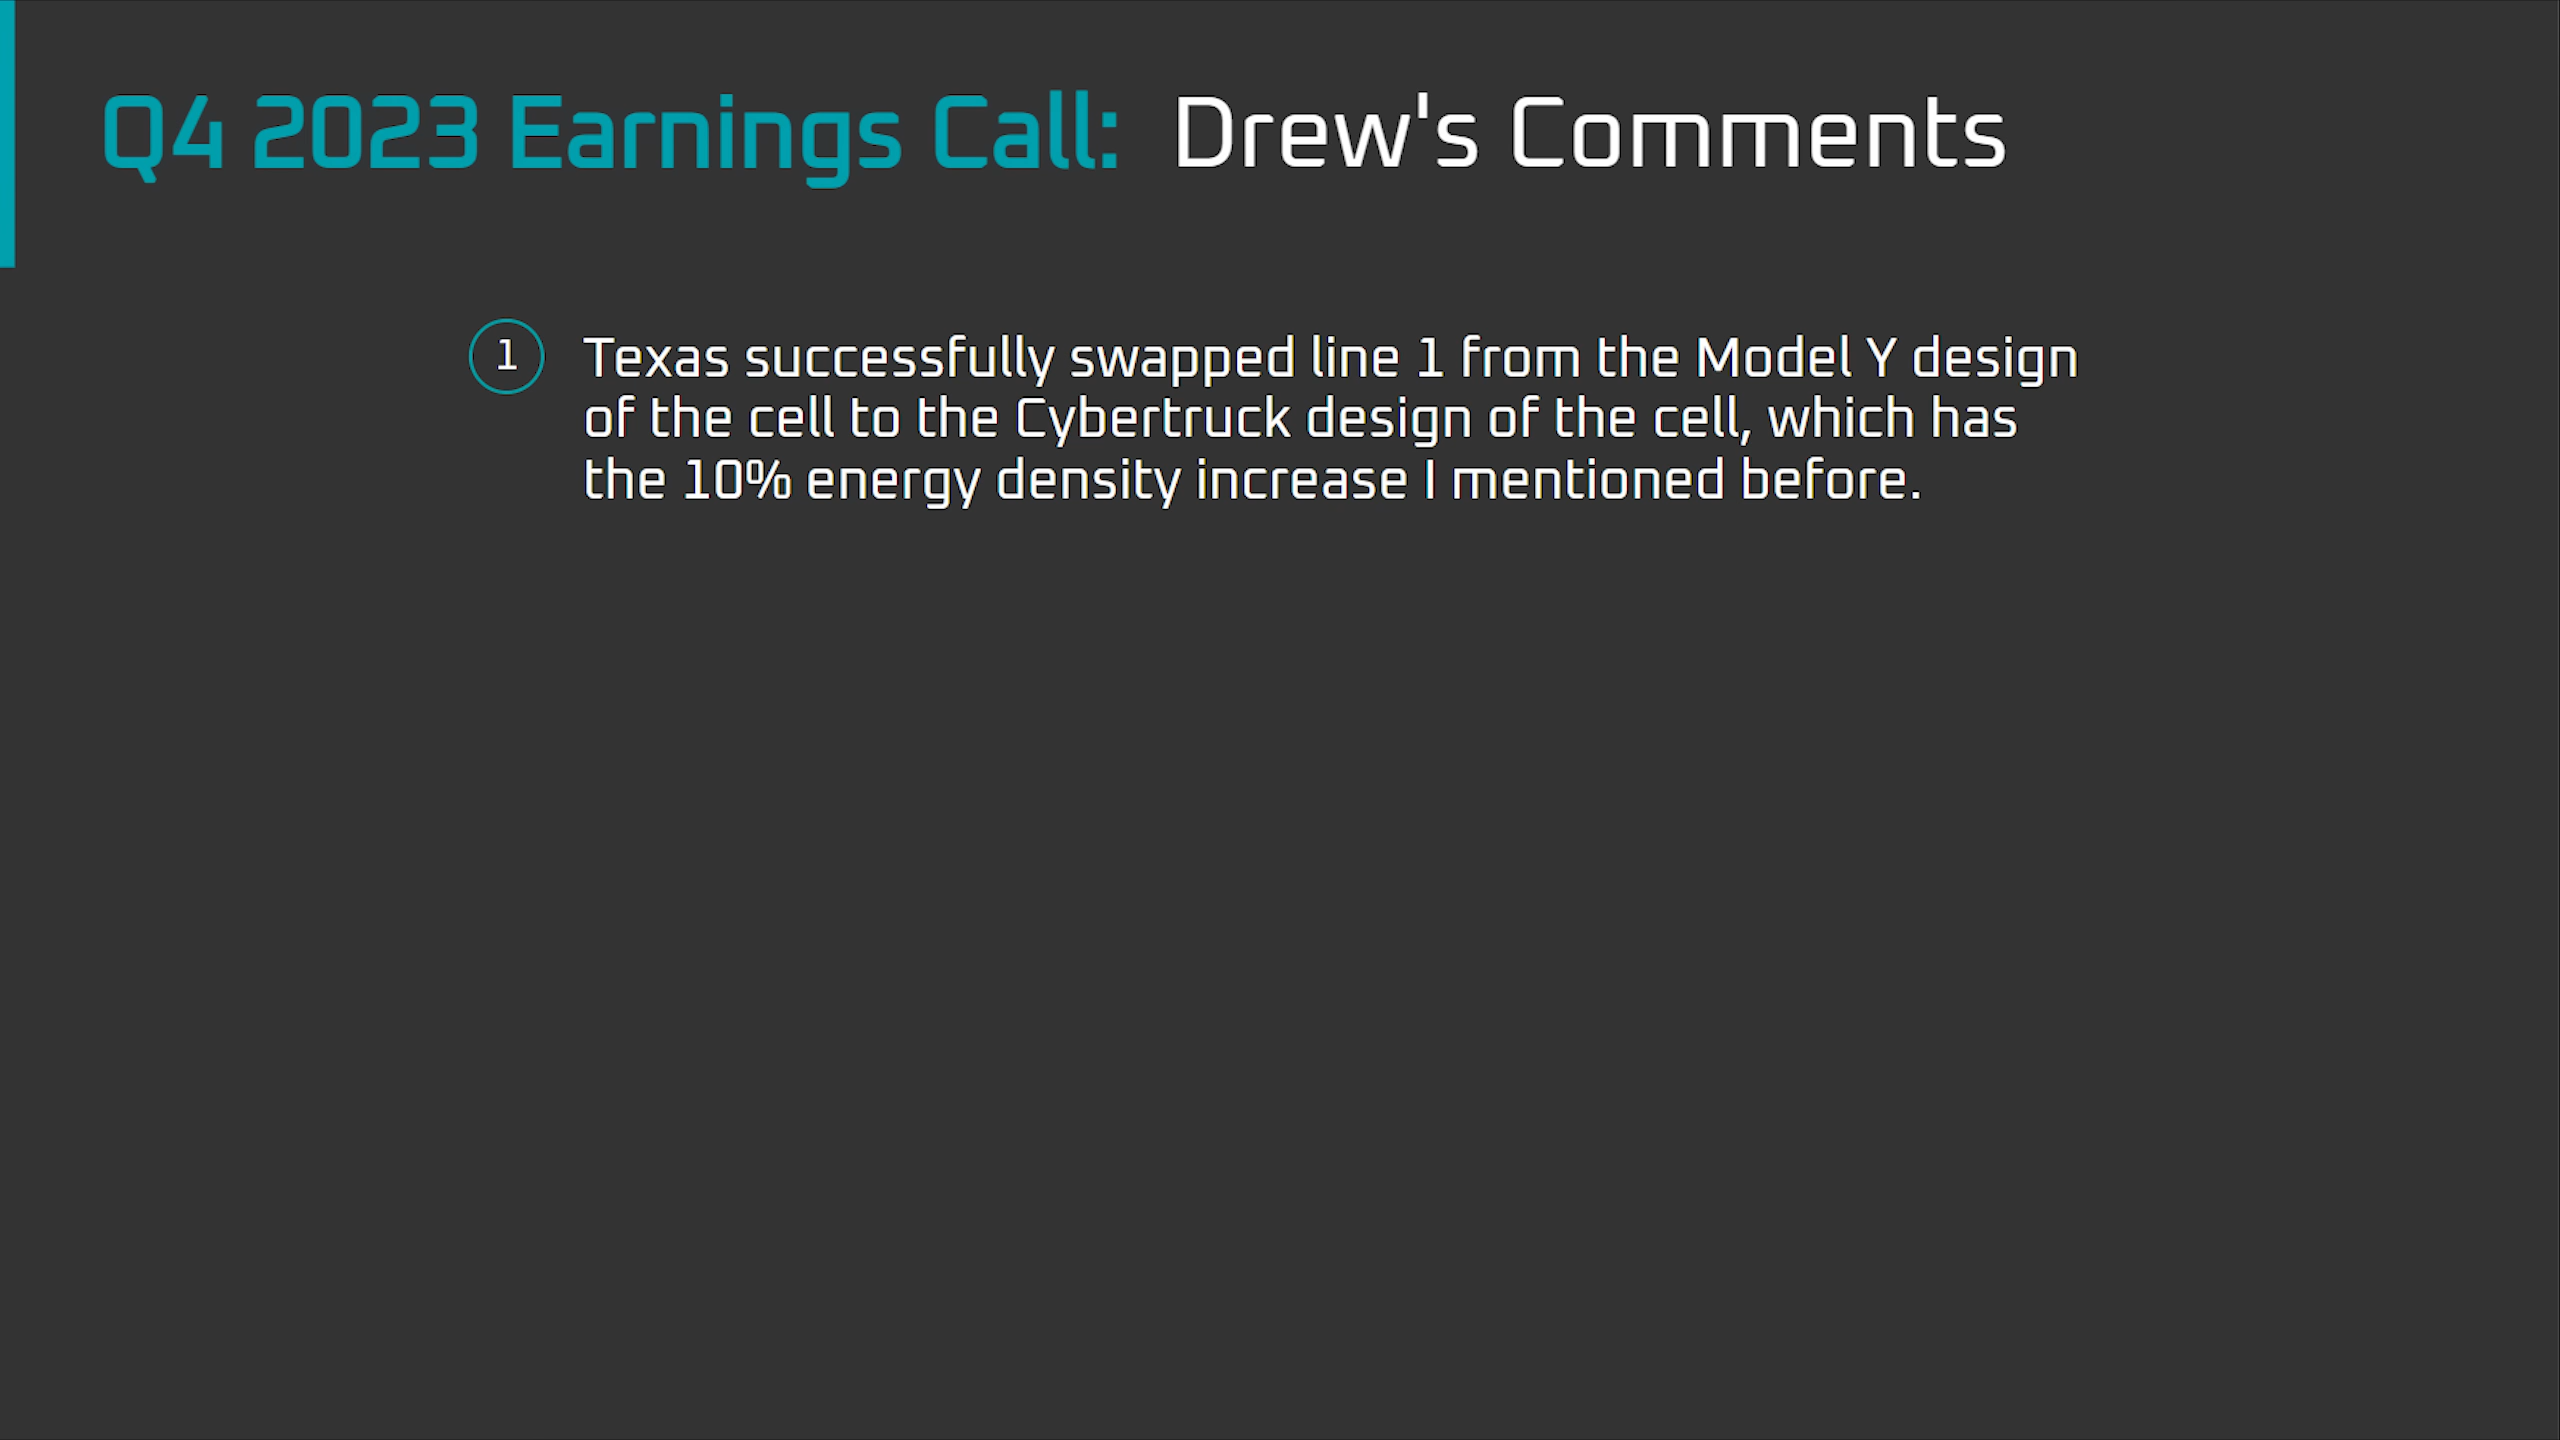 Q4 2023 Earnings Call: Drew's Comments
1 Texas successfully swapped line 1 from the Model Y design
of the cell to the Cybertruck design of the cell, which has
the 10% energy density increase I mentioned before.